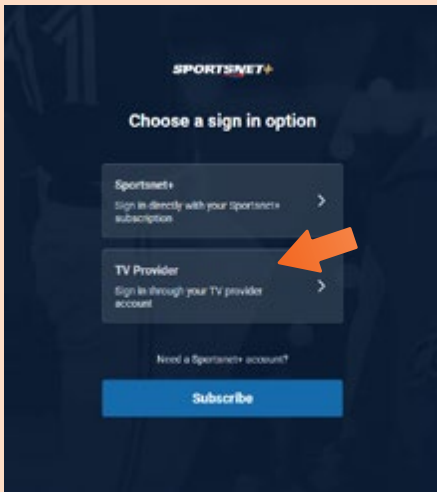 SPORTSNET+
Choose a sign in option
Sportsnet+
Sign in directly with your Sportsnet+
subscription
TV Provider
Sign in through your TV provider
account
Need a Sportsnet+ account?
Subscribe